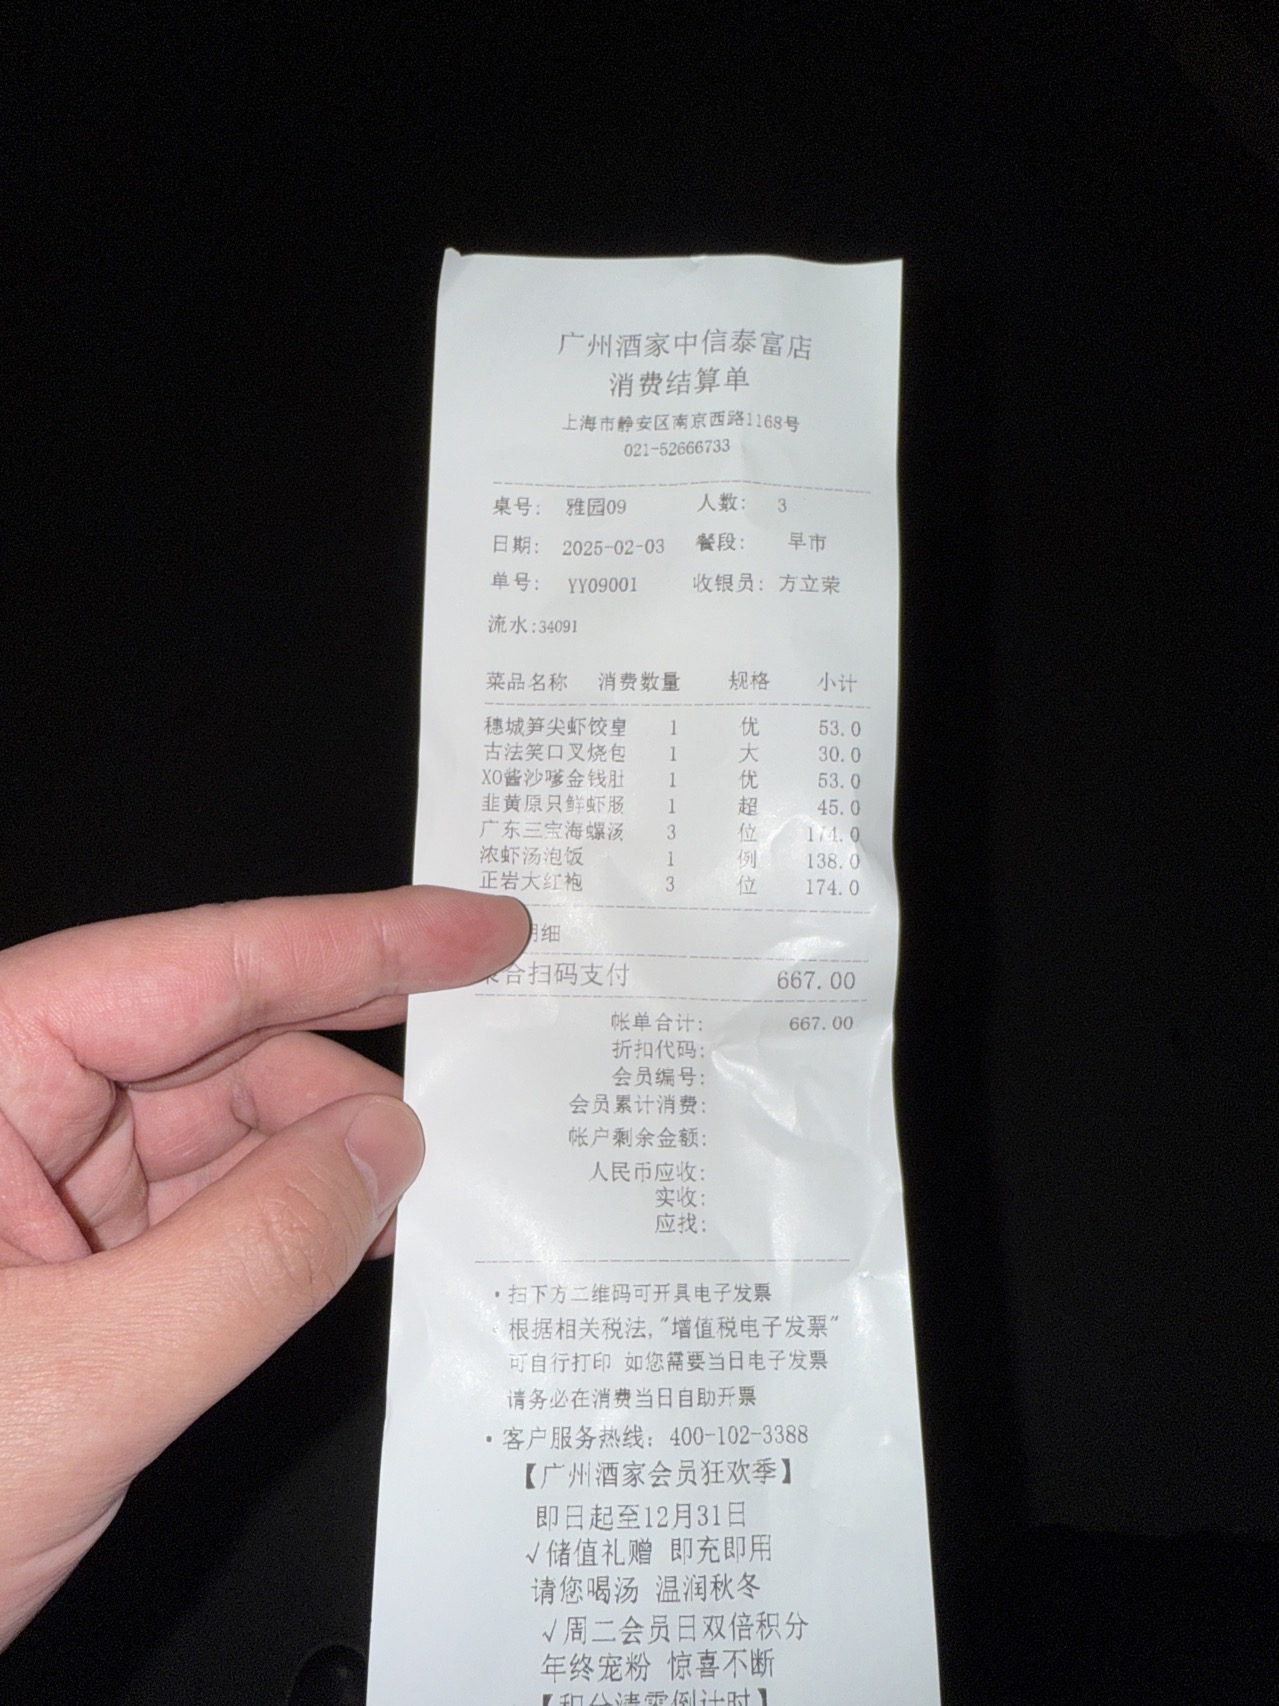 广州酒家中信泰富店
消费结算单
上海市静安区南京西路1168号
021-52666733
桌号： 雅园09 人数： 3
日期： 2025-02-03 餐段： 早市
单号： YY09001 收银员： 方立荣
流水:34091
菜品名称 消费数量 规格 小计
穗城笋尖虾饺皇 1 优 53.0
古法笑口叉烧包 1 大 30.0
XO酱沙嗲金钱肚 1 优 53.0
韭黄原只鲜虾肠 1 超 45.0
广东三宝海螺汤 3 位 174.0
浓虾汤泡饭 1 例 138.0
正岩大红袍 3 位 174.0
明细
聚合扫码支付 667.00
帐单合计: 667.00
折扣代码:
会员编号:
会员累计消费:
帐户剩余金额:
人民币应收:
实收:
应找:
·扫下方二维码可开具电子发票
·根据相关税法,"增值税电子发票"
可自行打印 如您需要当日电子发票
请务必在消费当日自助开票
·客户服务热线: 400-102-3388
【广州酒家会员狂欢季】
即日起至12月31日
√储值礼赠 即充即用
请您喝汤 温润秋冬
√周二会员日双倍积分
年终宠粉 惊喜不断
【积分清零倒计时】